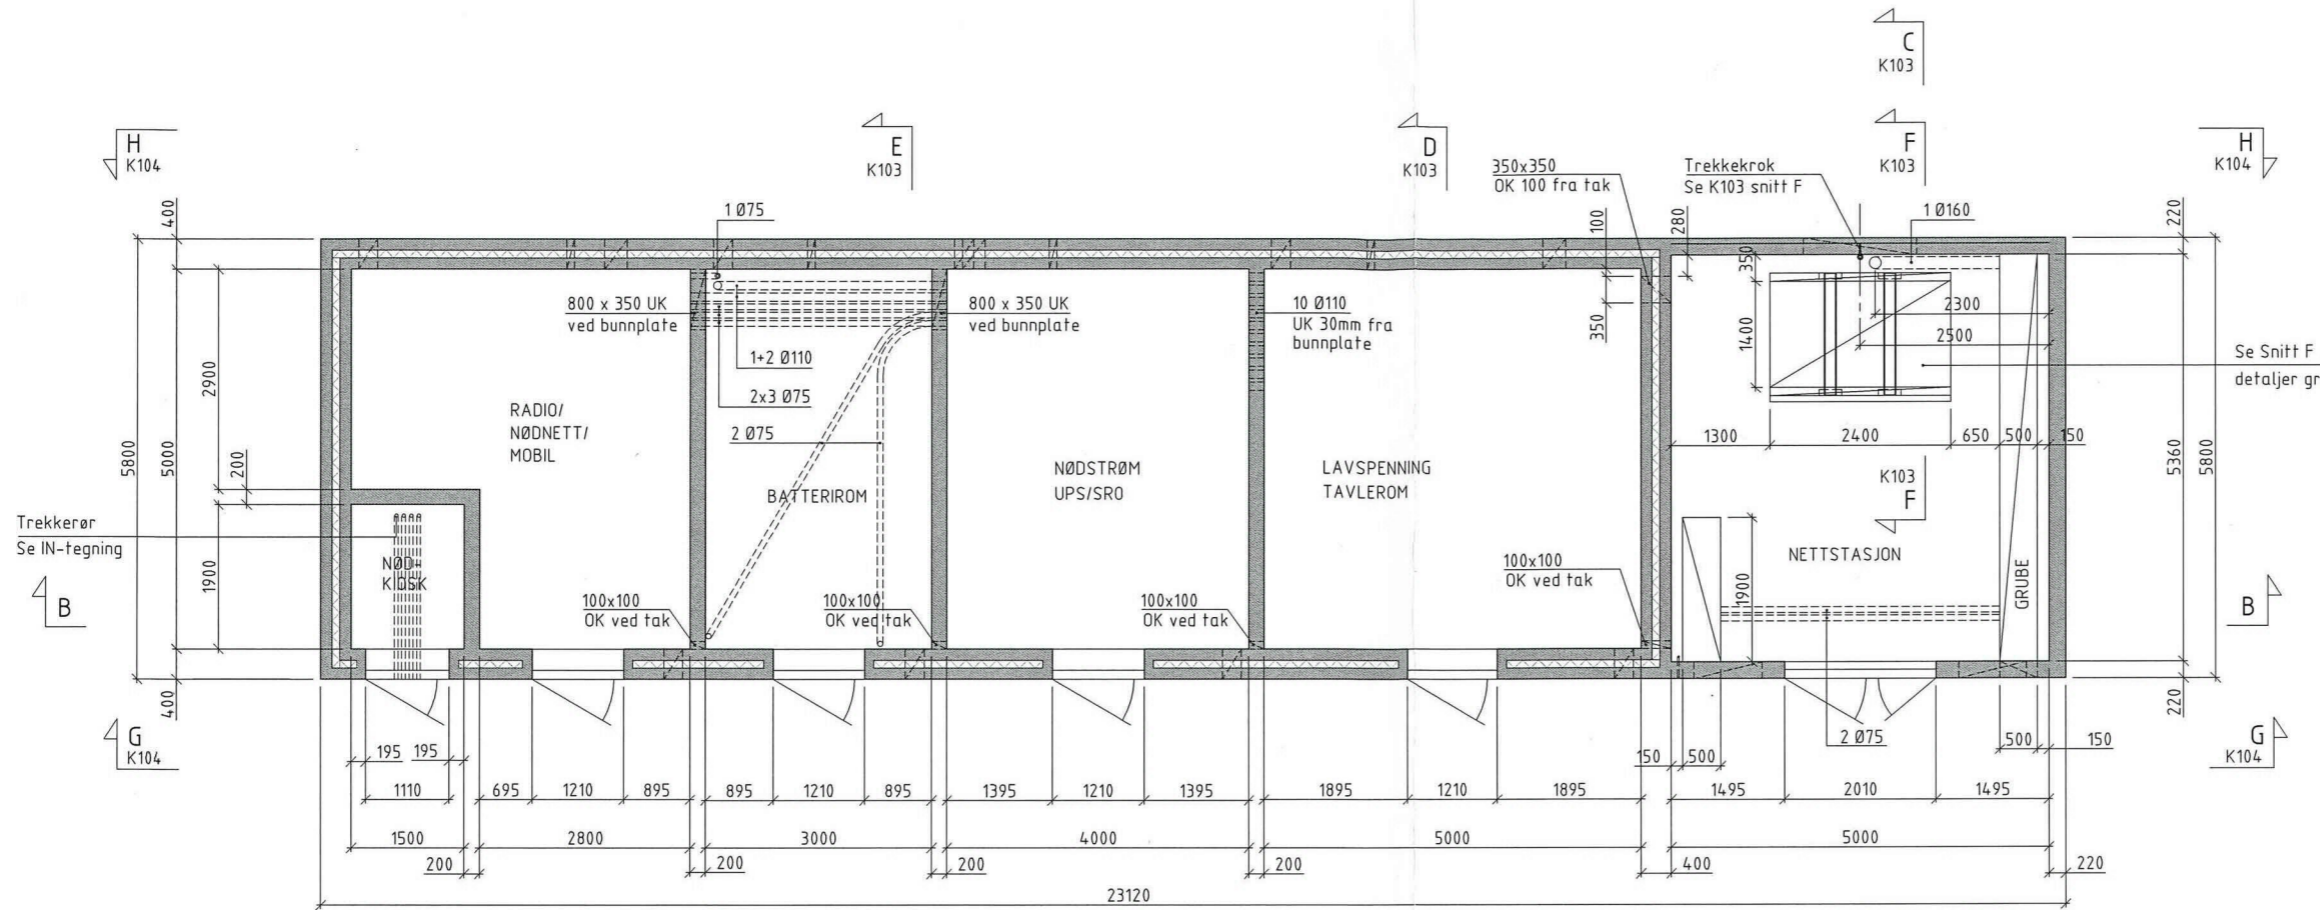 C
K103
H
K104
E
K103
D
K103
F
K103
H
K104
350x350
OK 100 fra tak
Trekkekrok
Se K103 snitt F
1 Ø75
1 Ø160
400
100
280
220
350
800 x 350 UK
ved bunnplate
800 x 350 UK
ved bunnplate
10 Ø110
UK 30mm fra
bunnplate
350
2300
1400
2500
1+2 Ø110
Se Snitt F
detaljer gr
2900
2x3 Ø75
RADIO/
NØDNETT/
MOBIL
2 Ø75
1300
2400
650
500
150
5800
5000
200
5360
5800
NØDSTRØM
UPS/SRO
LAVSPENNING
TAVLEROM
BATTERIROM
K103
F
Trekkerør
Se IN-tegning
NØD-
KIOSK
1900
NETTSTASJON
100x100
OK ved tak
1900
GRUBE
B
100x100
OK ved tak
100x100
OK ved tak
100x100
OK ved tak
B
400
220
G
K104
195
195
2 Ø75
500
150
G
K104
150
500
1110
695
1210
895
895
1210
895
1395
1210
1395
1895
1210
1895
1495
2010
1495
1500
2800
3000
4000
5000
5000
200
200
200
200
400
220
23120